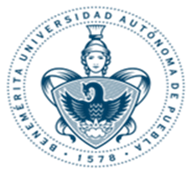 BENEMÉRITA UNIVERSIDAD AUTÓNOMA DE PUEBLA
• 1578 •